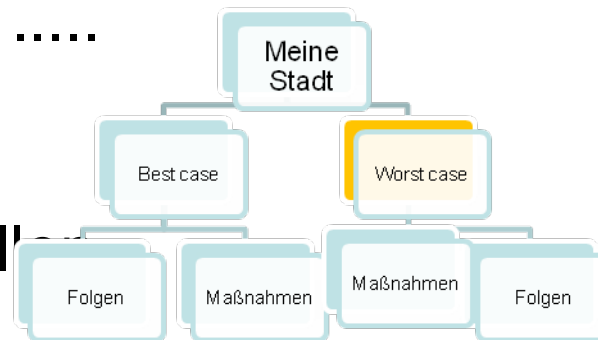 .....
Meine
Stadt
Best case
Worst case
Folgen
Maßnahmen
Maßnahmen
Folgen